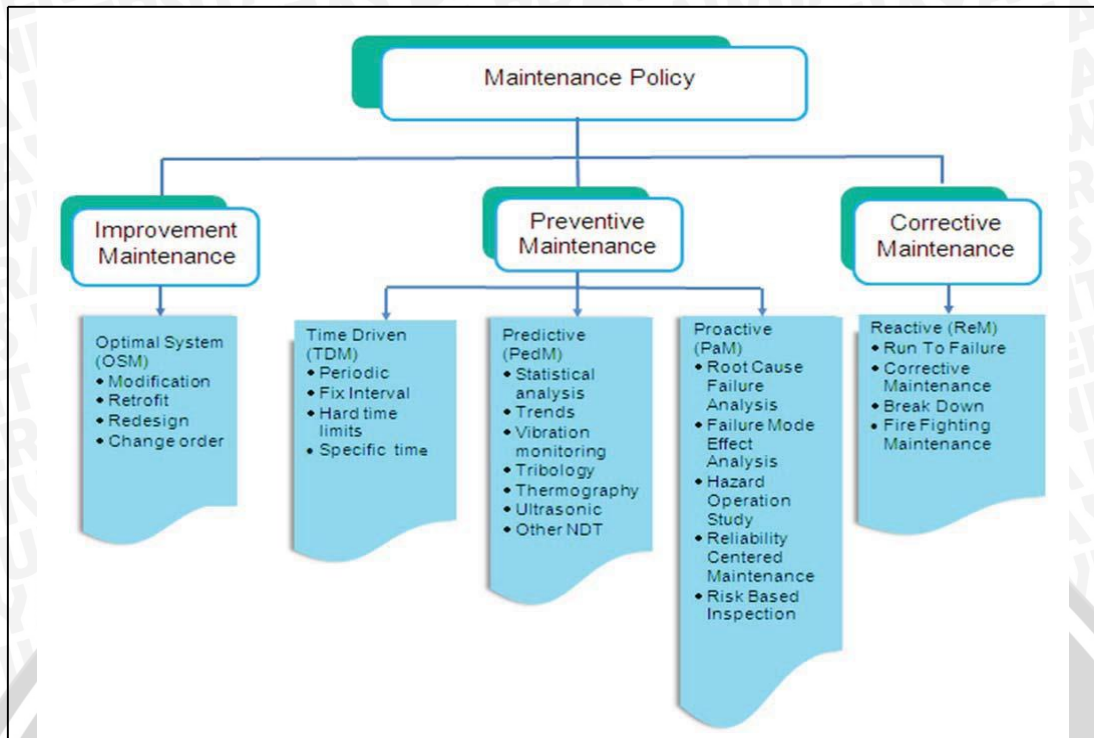 Maintenance Policy
Improvement
Maintenance
Preventive
Maintenance
Corrective
Maintenance
Optimal System
(OSM)
• Modification
• Retrofit
• Redesign
• Change order
Time Driven
(TDM)
• Periodic
• Fix Interval
• Hard time
limits
• Specific time
Predictive
(PedM)
• Statistical
analysis
• Trends
• Vibration
monitoring
• Tribology
• Thermography
• Ultrasonic
• Other NDT
Proactive
(PaM)
• Root Cause
Failure
Analysis
• Failure Mode
Effect
Analysis
• Hazard
Operation
Study
• Reliability
Centered
Maintenance
• Risk Based
Inspection
Reactive (ReM)
• Run To Failure
• Corrective
Maintenance
• Break Down
• Fire Fighting
Maintenance